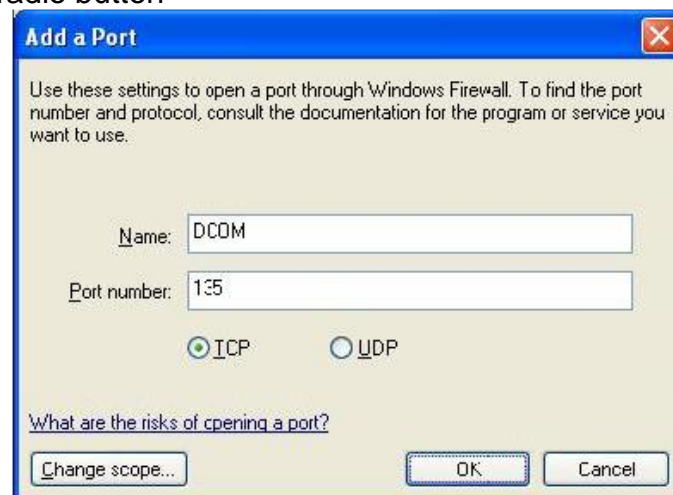 radio button
Add a Port
Use these settings to open a port through Windows Firewall. To find the port
number and protocol, consult the documentation for the program or service you
want to use.
Name: DCOM
Port number: 135
TCP UDP
What are the risks of opening a port?
Change scope... OK Cancel